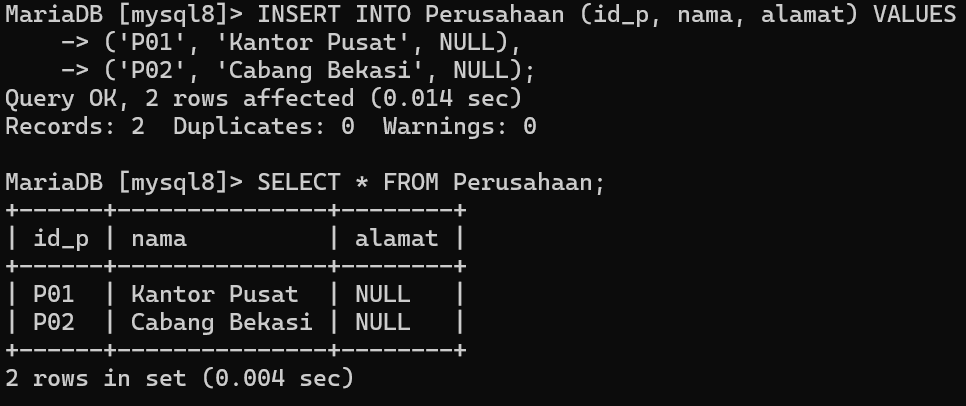 MariaDB [mysql8]> INSERT INTO Perusahaan (id_p, nama, alamat) VALUES
    -> ('P01', 'Kantor Pusat', NULL),
    -> ('P02', 'Cabang Bekasi', NULL);
Query OK, 2 rows affected (0.014 sec)
Records: 2  Duplicates: 0  Warnings: 0

MariaDB [mysql8]> SELECT * FROM Perusahaan;
+------+---------------+--------+
| id_p | nama          | alamat |
+------+---------------+--------+
| P01  | Kantor Pusat  | NULL   |
| P02  | Cabang Bekasi | NULL   |
+------+---------------+--------+
2 rows in set (0.004 sec)